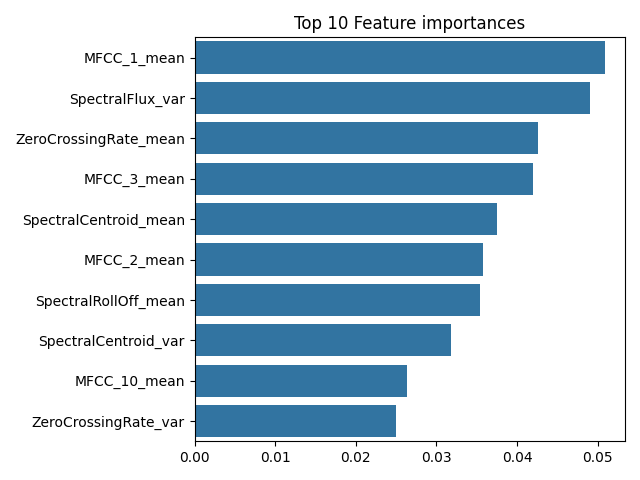 Top 10 Feature importances
MFCC_1_mean
SpectralFlux_var
ZeroCrossingRate_mean
MFCC_3_mean
SpectralCentroid_mean
MFCC_2_mean
SpectralRollOff_mean
SpectralCentroid_var
MFCC_10_mean
ZeroCrossingRate_var
0.00 0.01 0.02 0.03 0.04 0.05